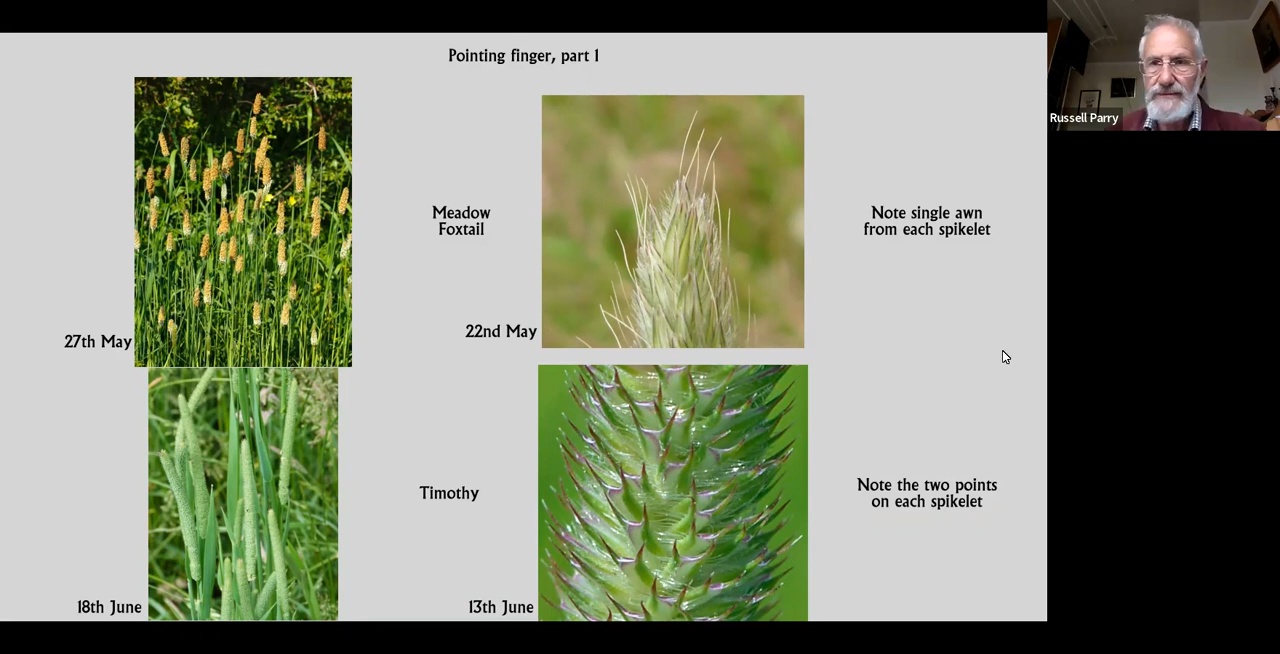 Pointing finger, part 1
Russell Parry
Meadow
Foxtail
Note single awn
from each spikelet
27th May
22nd May
Timothy
Note the two points
on each spikelet
18th June
13th June